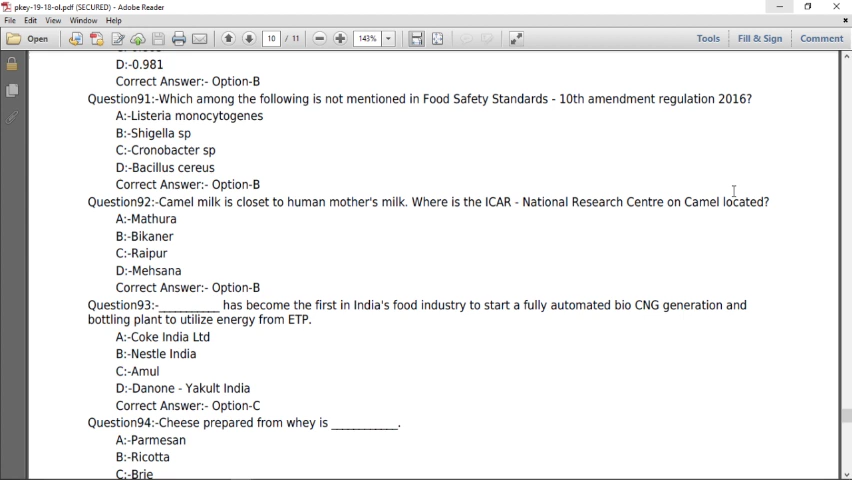 pkey-19-18-ol.pdf (SECURED) - Adobe Reader
File Edit View Window Help
Open 10 / 11 143% Tools Fill & Sign Comment
D:-0.981
Correct Answer:- Option-B
Question91:-Which among the following is not mentioned in Food Safety Standards - 10th amendment regulation 2016?
A:-Listeria monocytogenes
B:-Shigella sp
C:-Cronobacter sp
D:-Bacillus cereus
Correct Answer:- Option-B
Question92:-Camel milk is closet to human mother's milk. Where is the ICAR - National Research Centre on Camel located?
A:-Mathura
B:-Bikaner
C:-Raipur
D:-Mehsana
Correct Answer:- Option-B
Question93:-__________ has become the first in India's food industry to start a fully automated bio CNG generation and
bottling plant to utilize energy from ETP.
A:-Coke India Ltd
B:-Nestle India
C:-Amul
D:-Danone - Yakult India
Correct Answer:- Option-C
Question94:-Cheese prepared from whey is ___________.
A:-Parmesan
B:-Ricotta
C:-Brie